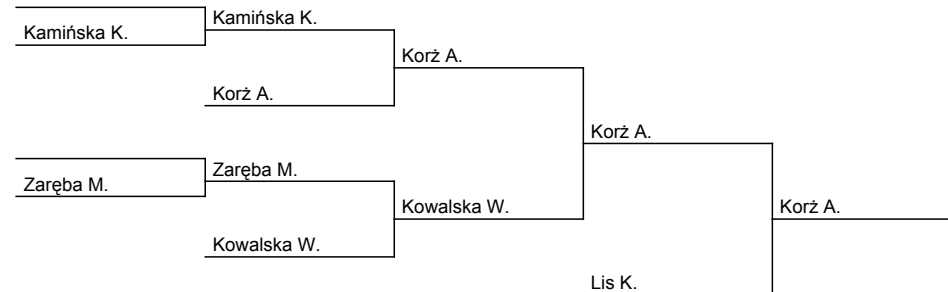 Kamińska K.
Kamińska K.
Korż A.
Korż A.
Korż A.
Zaręba M.
Zaręba M.
Kowalska W.
Korż A.
Kowalska W.
Lis K.